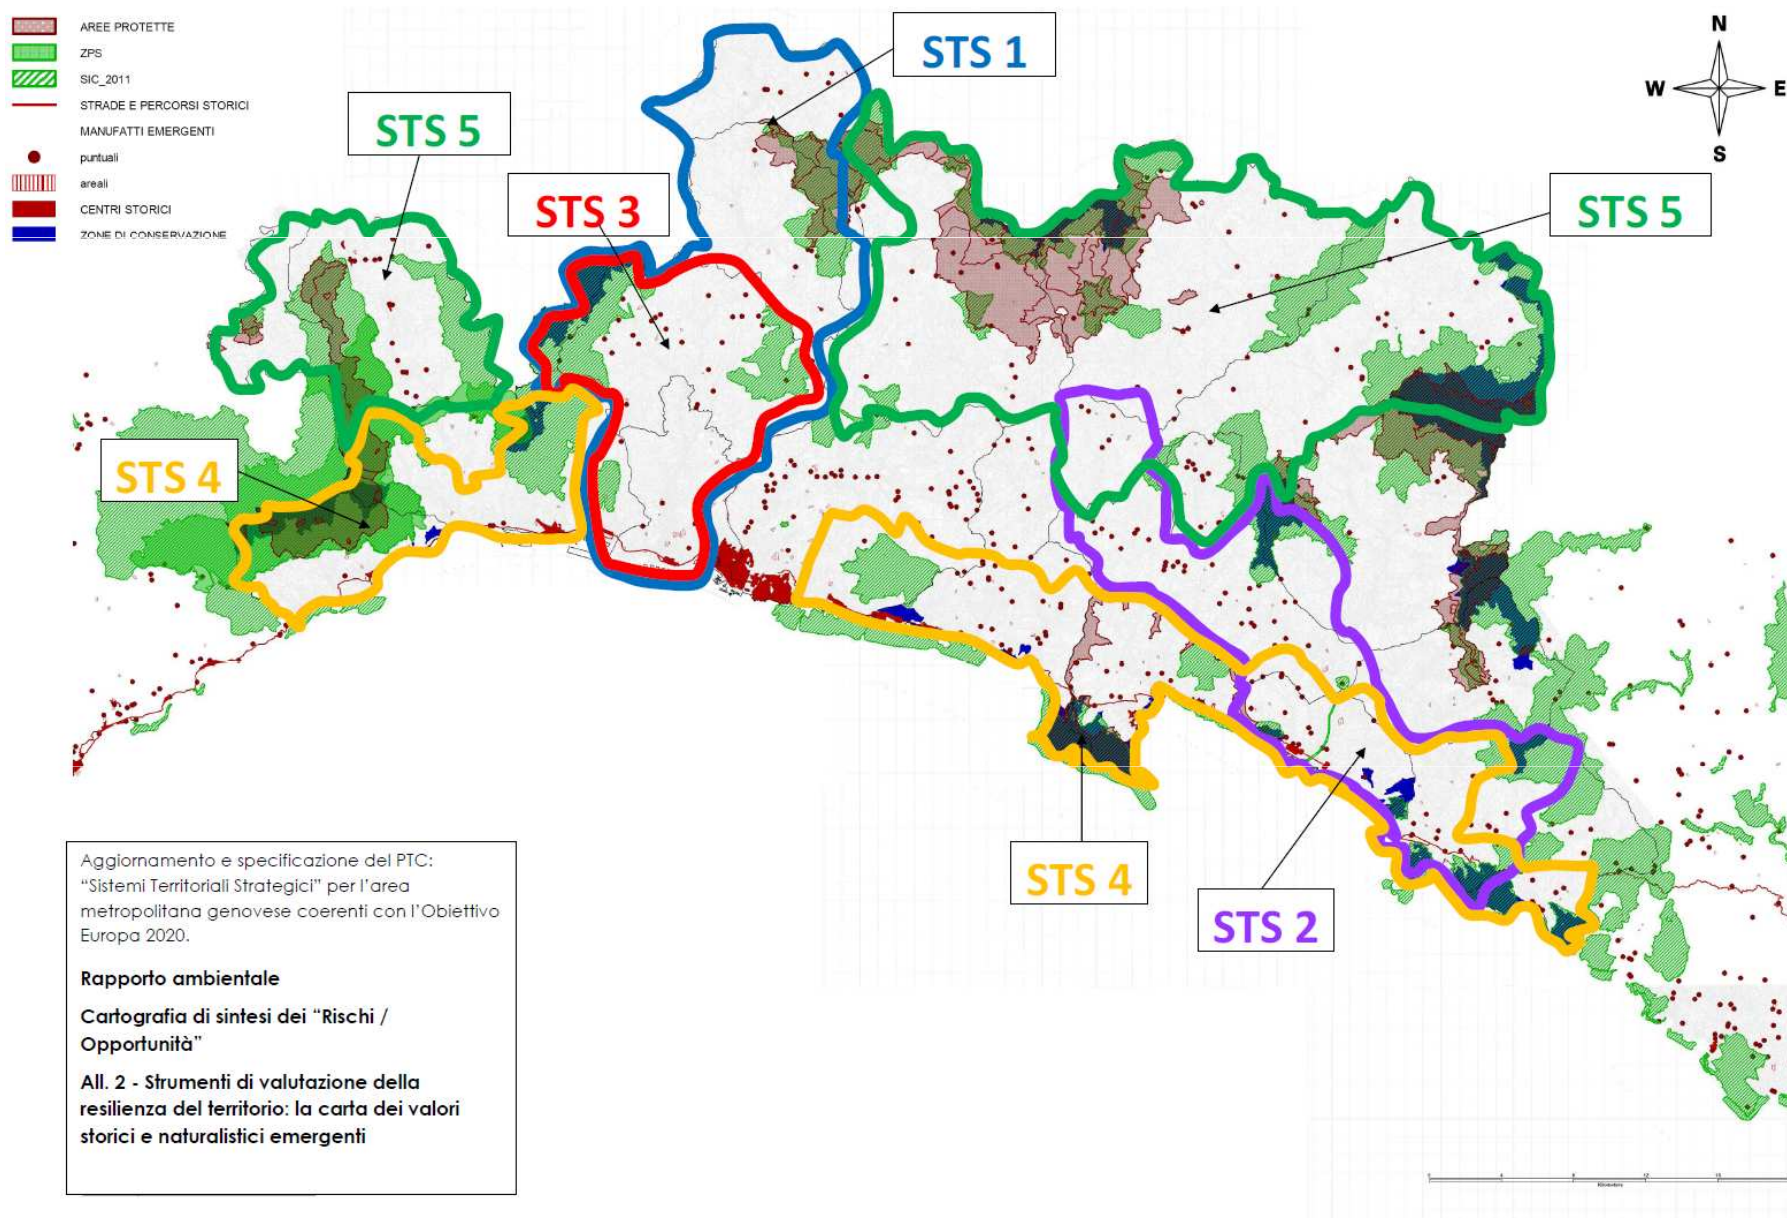 AREE PROTETTE
ZPS
SIC_2011
STRADE E PERCORSI STORICI
MANUFATTI EMERGENTI
puntuali
areali
CENTRI STORICI
ZONE DI CONSERVAZIONE
STS 1
STS 5
STS 3
STS 5
STS 4
STS 4
STS 2
N
W
E
S
Aggiornamento e specificazione del PTC:
“Sistemi Territoriali Strategici” per l’area
metropolitana genovese coerenti con l’Obiettivo
Europa 2020.
Rapporto ambientale
Cartografia di sintesi dei “Rischi /
Opportunità”
All. 2 - Strumenti di valutazione della
resilienza del territorio: la carta dei valori
storici e naturalistici emergenti
Kilometers